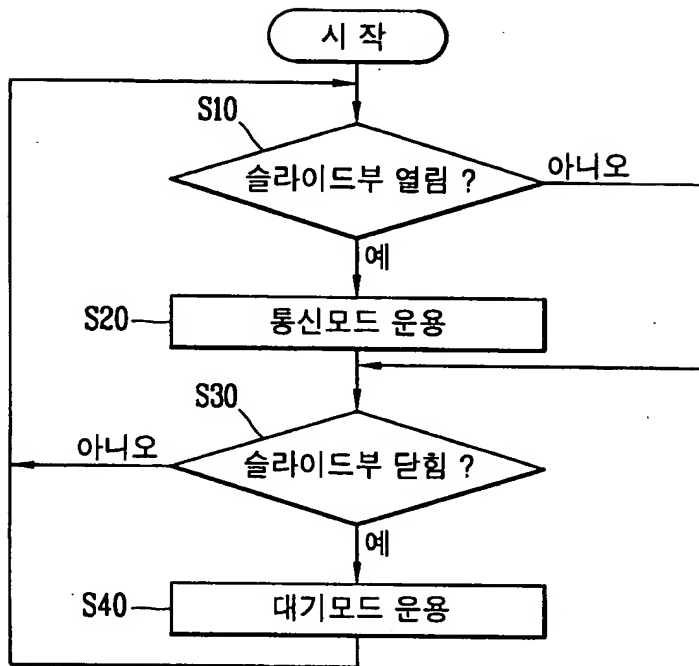 시 작
S10
슬라이드부 열림 ?
아니오
예
S20
통신모드 운용
S30
아니오
슬라이드부 닫힘 ?
예
S40
대기모드 운용